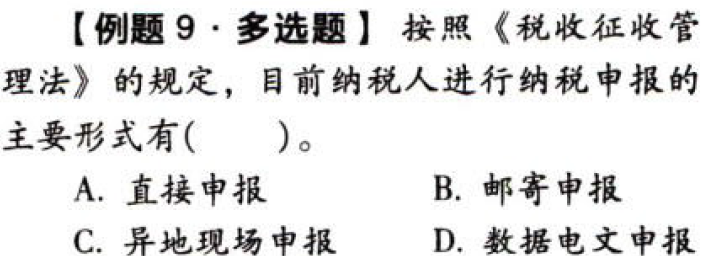 【例题 9 · 多选题】 按照《税收征收管
理法》的规定，目前纳税人进行纳税申报的
主要形式有(　　)。
A. 直接申报　　B. 邮寄申报
C. 异地现场申报　　D. 数据电文申报